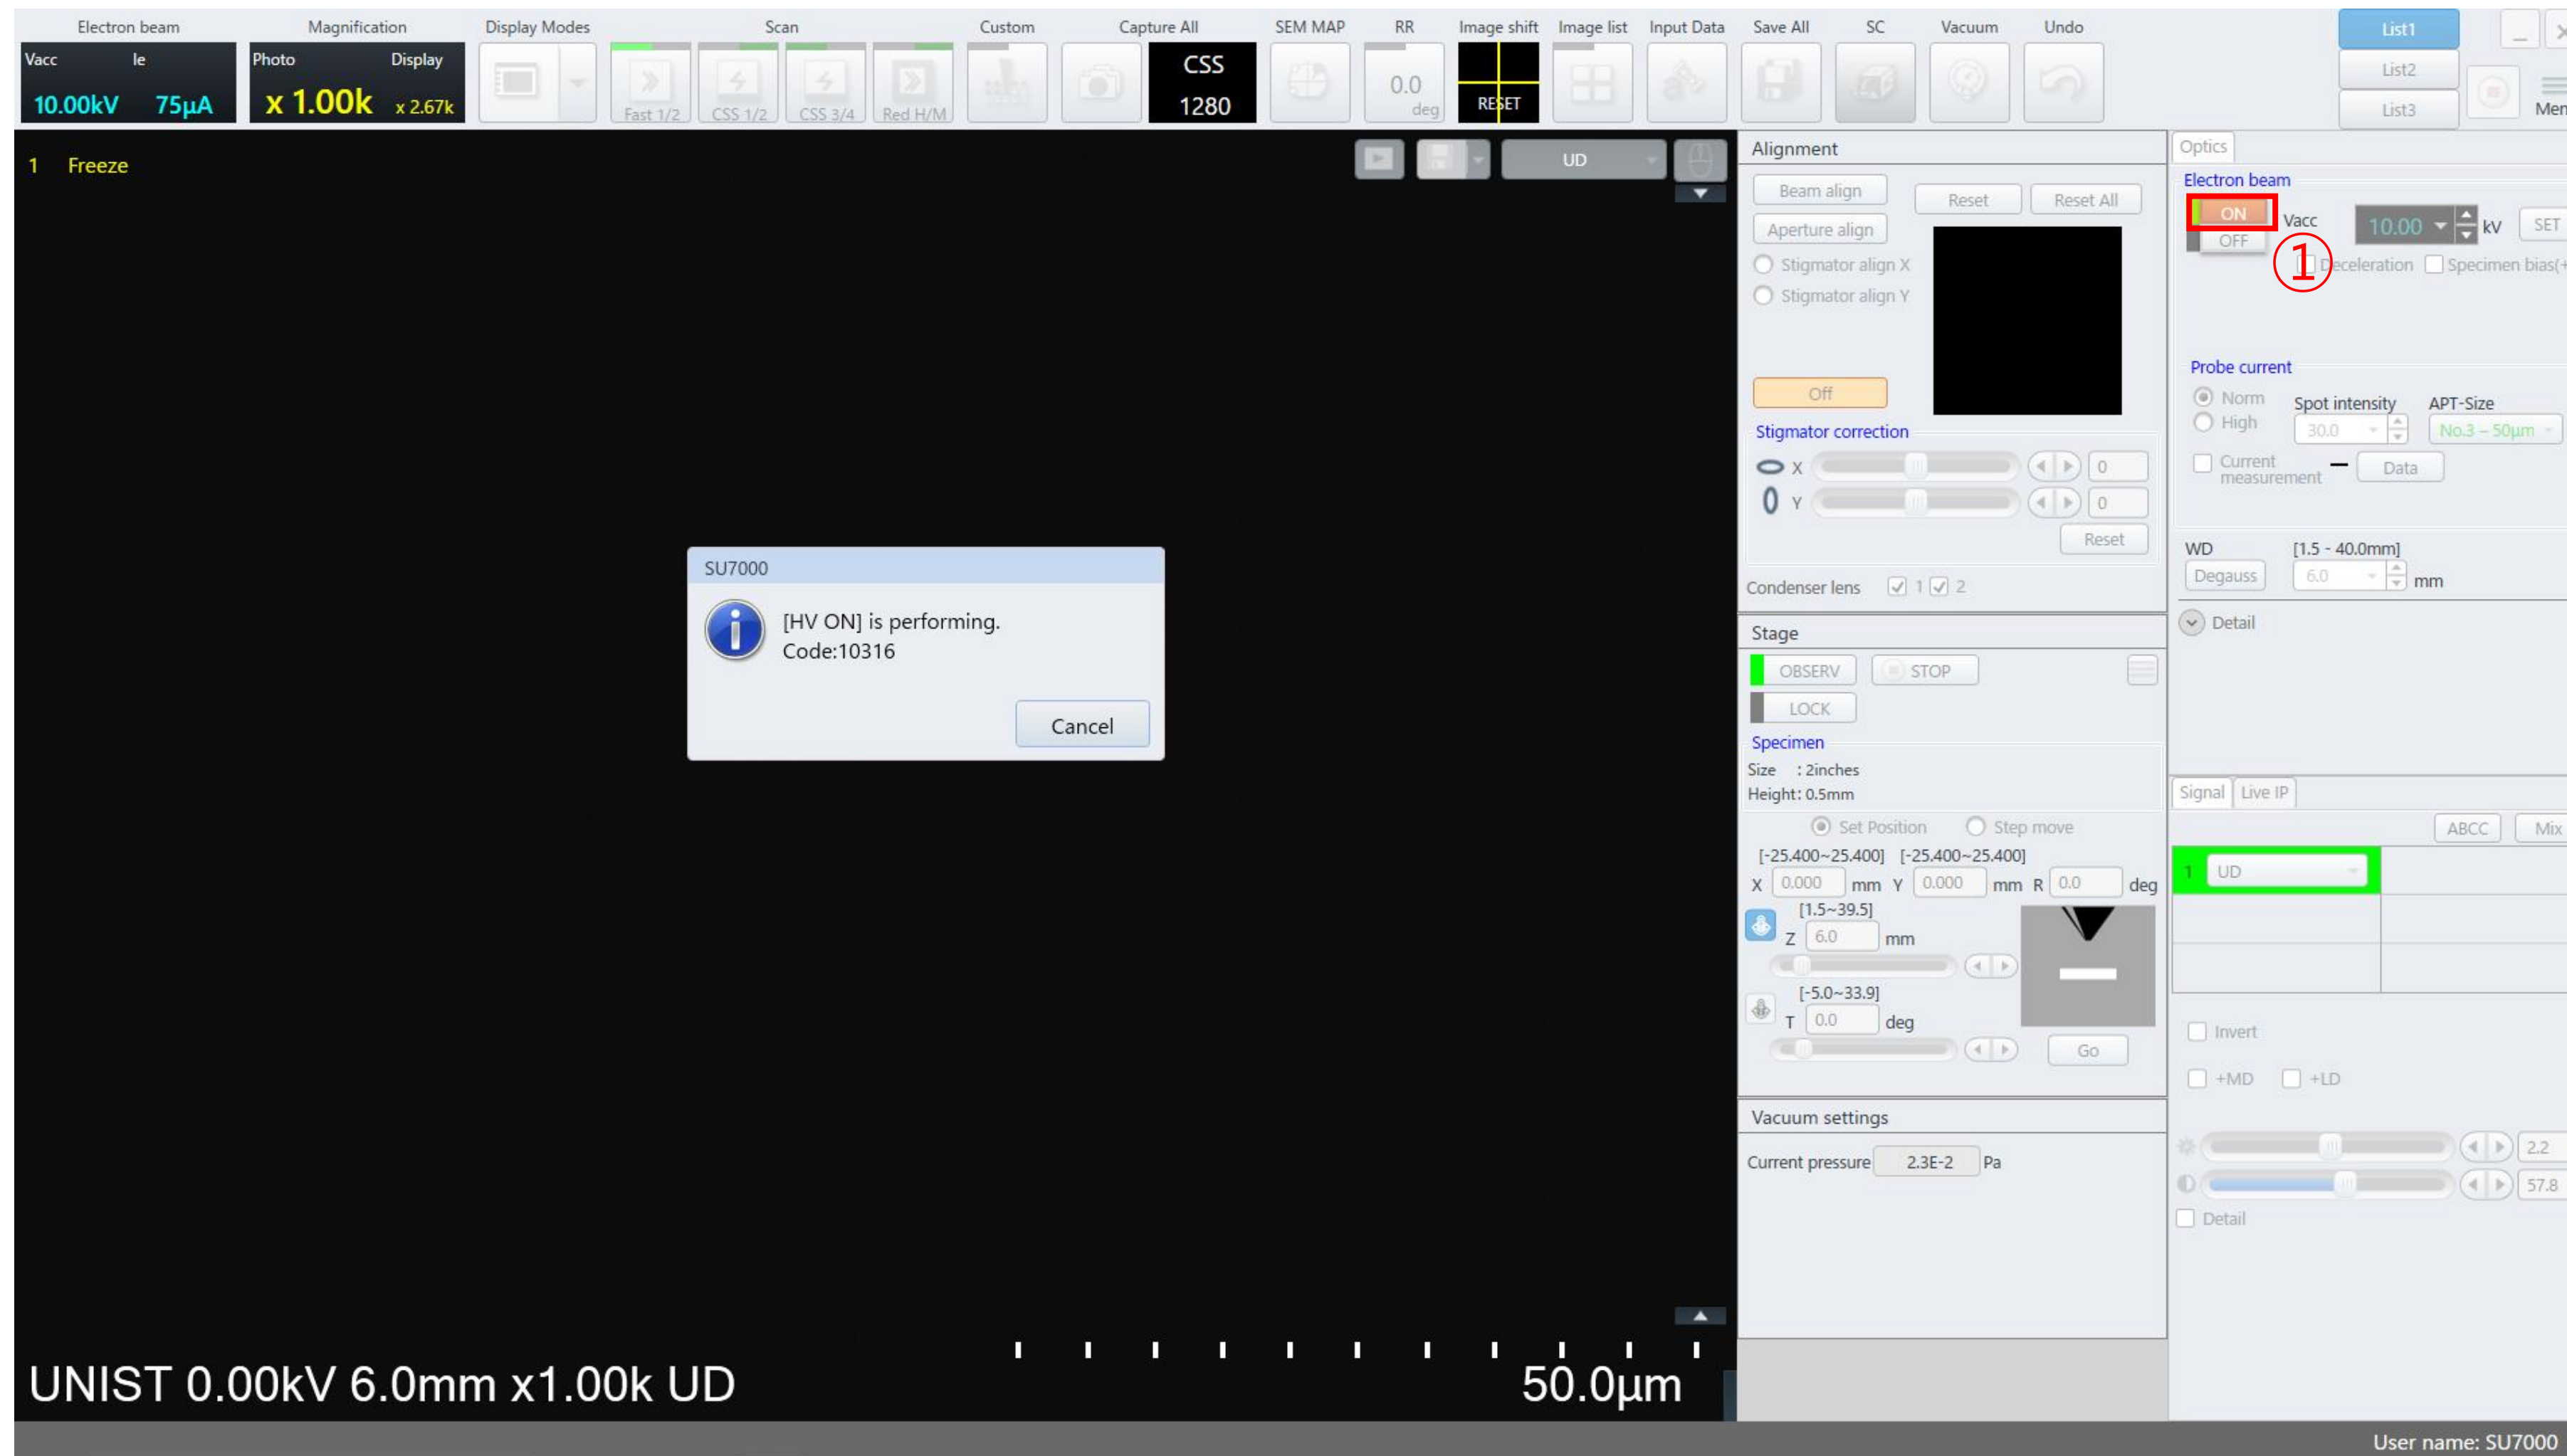 Electron beam Magnification Display Modes Scan Custom Capture All SEM MAP RR Image shift Image list Input Data Save All SC Vacuum Undo List1
Vacc Ie Photo Display
10.00kV 75µA x 1.00k x 2.67k
Fast 1/2 CSS 1/2 CSS 3/4 Red H/M
CSS
1280
0.0
deg
RESET
List2
List3
Men
1 Freeze
UD
Alignment
Beam align Reset Reset All
Aperture align
Stigmator align X
Stigmator align Y
Off
Stigmator correction
X 0
Y 0
Reset
Condenser lens 1 2
SU7000
[HV ON] is performing.
Code:10316
Cancel
Stage
OBSERV STOP
LOCK
Specimen
Size : 2inches
Height: 0.5mm
Set Position Step move
[-25.400~25.400] [-25.400~25.400]
X 0.000 mm Y 0.000 mm R 0.0 deg
[1.5~39.5]
Z 6.0 mm
[-5.0~33.9]
T 0.0 deg
Go
Vacuum settings
Current pressure 2.3E-2 Pa
Optics
Electron beam
ON
OFF
Vacc 10.00 kV SET
①
Deceleration Specimen bias(+
Probe current
Norm
High
Spot intensity APT-Size
30.0 No.3 – 50µm
Current
measurement
Data
WD [1.5 - 40.0mm]
Degauss 6.0 mm
Detail
Signal Live IP
ABCC Mix
1 UD
Invert
+MD +LD
2.2
57.8
Detail
UNIST 0.00kV 6.0mm x1.00k UD 50.0µm
User name: SU7000